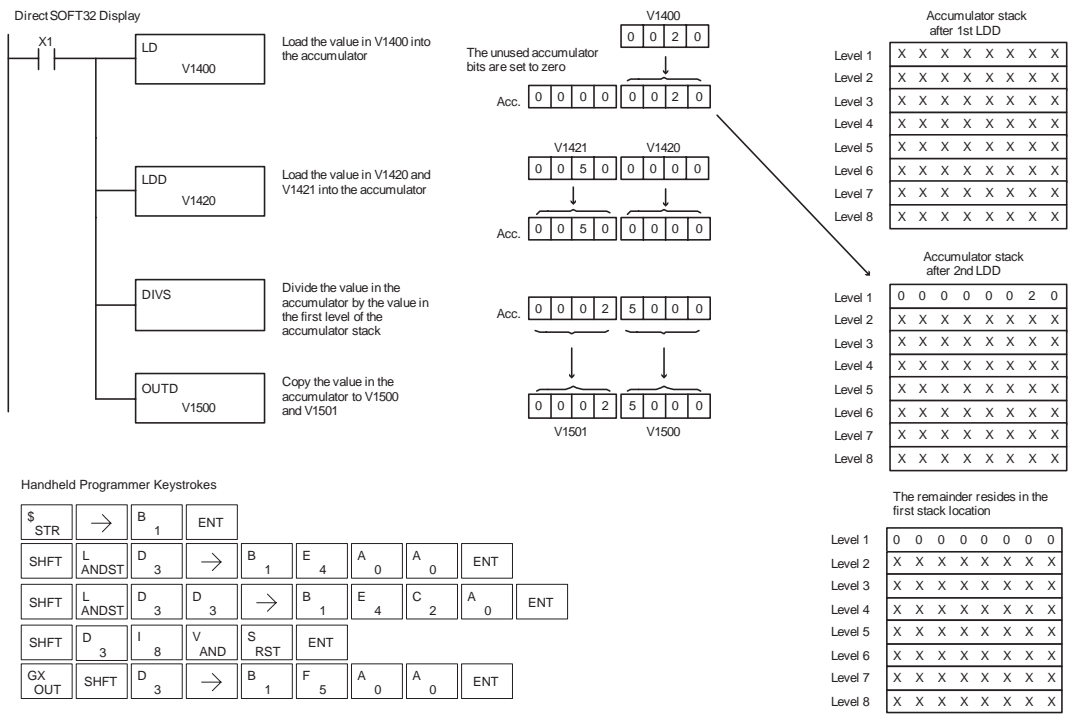 DirectSOFT32 Display
X1
LD
V1400
Load the value in V1400 into
the accumulator
LDD
V1420
Load the value in V1420 and
V1421 into the accumulator
DIVS
Divide the value in the
accumulator by the value in
the first level of the
accumulator stack
OUTD
V1500
Copy the value in the
accumulator to V1500
and V1501
V1400
0 0 2 0
The unused accumulator
bits are set to zero
Acc. 0 0 0 0 0 0 2 0
V1421 V1420
0 0 5 0 0 0 0 0
Acc. 0 0 5 0 0 0 0 0
Acc. 0 0 0 2 5 0 0 0
0 0 0 2 5 0 0 0
V1501 V1500
Accumulator stack
after 1st LDD
Level 1 X X X X X X X X
Level 2 X X X X X X X X
Level 3 X X X X X X X X
Level 4 X X X X X X X X
Level 5 X X X X X X X X
Level 6 X X X X X X X X
Level 7 X X X X X X X X
Level 8 X X X X X X X X
Accumulator stack
after 2nd LDD
Level 1 0 0 0 0 0 0 2 0
Level 2 X X X X X X X X
Level 3 X X X X X X X X
Level 4 X X X X X X X X
Level 5 X X X X X X X X
Level 6 X X X X X X X X
Level 7 X X X X X X X X
Level 8 X X X X X X X X
The remainder resides in the
first stack location
Level 1 0 0 0 0 0 0 0 0
Level 2 X X X X X X X X
Level 3 X X X X X X X X
Level 4 X X X X X X X X
Level 5 X X X X X X X X
Level 6 X X X X X X X X
Level 7 X X X X X X X X
Level 8 X X X X X X X X
Handheld Programmer Keystrokes
$ STR → B 1 ENT
SHFT L ANDST D 3 → B 1 E 4 A 0 A 0 ENT
SHFT L ANDST D 3 D 3 → B 1 E 4 C 2 A 0 ENT
SHFT D 3 I 8 V AND S RST ENT
GX OUT SHFT D 3 → B 1 F 5 A 0 A 0 ENT